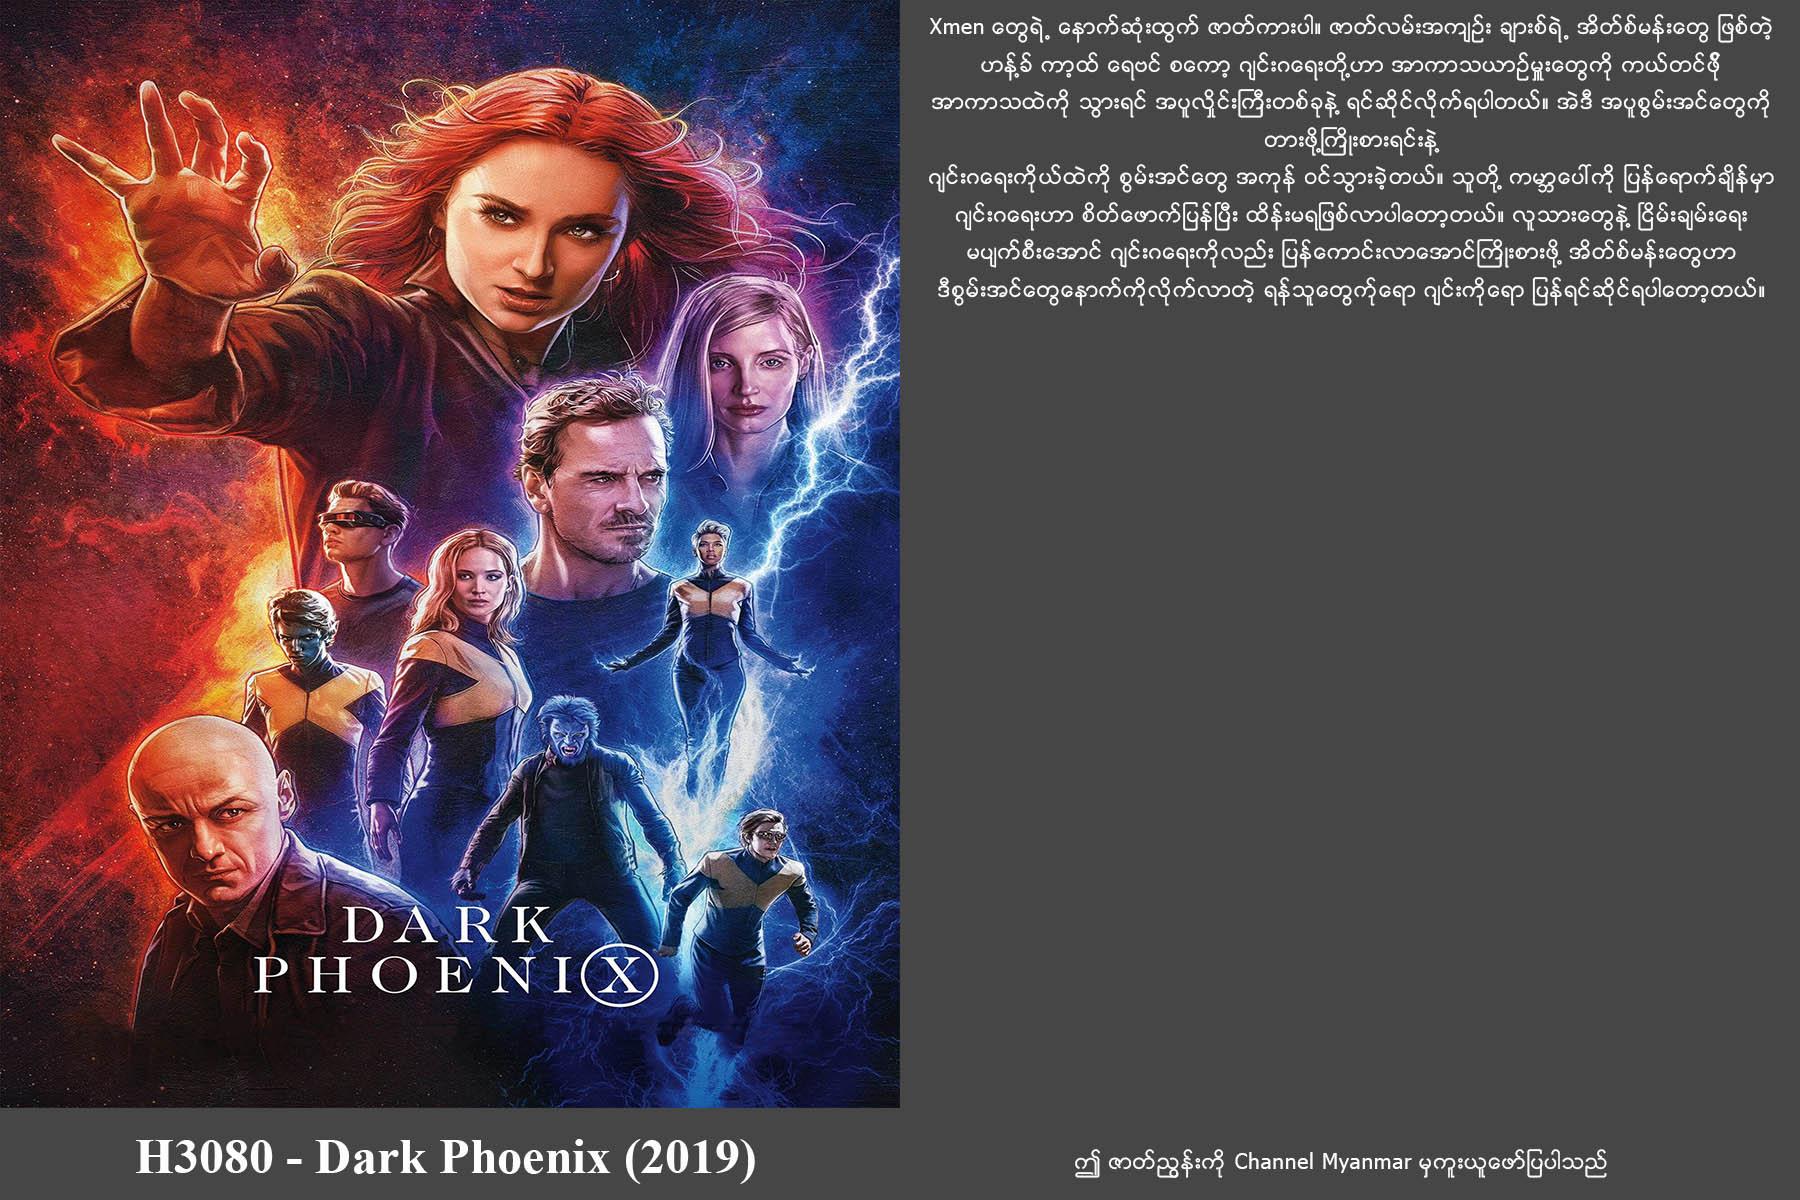 DARK
PHOENIX
H3080 - Dark Phoenix (2019)
Xmen တွေရဲ့ နောက်ဆုံးထွက် ဇာတ်ကားပါ။ ဇာတ်လမ်းအကျဉ်း ချားစ်ရဲ့ အိတ်စ်မန်းတွေ ဖြစ်တဲ့
ဟန့်ခ် ကာ့ထ် ရေဗင် စကော့ ဂျင်းဂရေးတို့ဟာ အာကာသယာဉ်မှူးတွေကို ကယ်တင်ဖို့
အာကာသထဲကို သွားရင် အပူလှိုင်းကြီးတစ်ခုနဲ့ ရင်ဆိုင်လိုက်ရပါတယ်။ အဲဒီ အပူစွမ်းအင်တွေကို
တားဖို့ကြိုးစားရင်းနဲ့
ဂျင်းဂရေးကိုယ်ထဲကို စွမ်းအင်တွေ အကုန် ဝင်သွားခဲ့တယ်။ သူတို့ ကမ္ဘာပေါ်ကို ပြန်ရောက်ချိန်မှာ
ဂျင်းဂရေးဟာ စိတ်ဖောက်ပြန်ပြီး ထိန်းမရဖြစ်လာပါတော့တယ်။ လူသားတွေနဲ့ ငြိမ်းချမ်းရေး
မပျက်စီးအောင် ဂျင်းဂရေးကိုလည်း ပြန်ကောင်းလာအောင်ကြိုးစားဖို့ အိတ်စ်မန်းတွေဟာ
ဒီစွမ်းအင်တွေနောက်ကိုလိုက်လာတဲ့ ရန်သူတွေကု်ရော ဂျင်းကိုရော ပြန်ရင်ဆိုင်ရပါတော့တယ်။
ဤ ဇာတ်ညွှန်းကို Channel Myanmar မှကူးယူဖော်ပြပါသည်